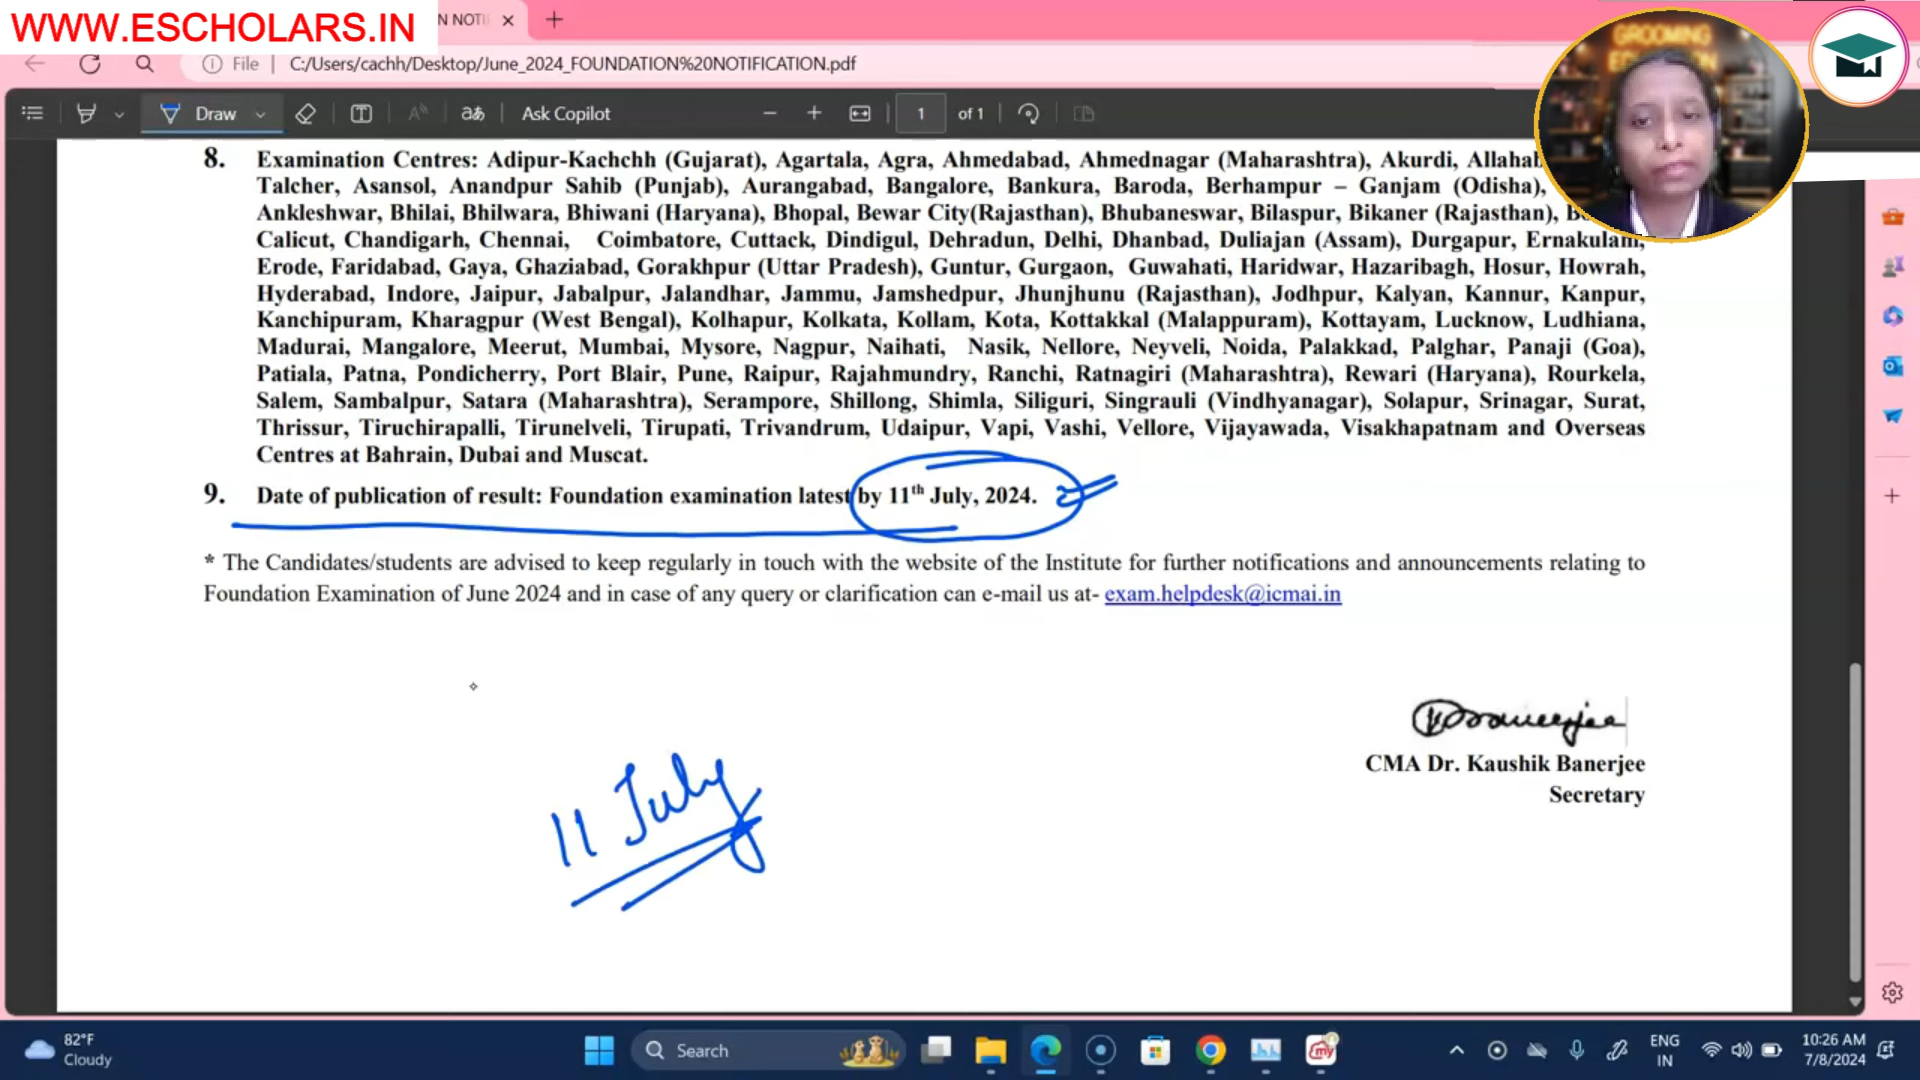 WWW.ESCHOLARS.IN
N NOTI
File
C:/Users/cachh/Desktop/June_2024_FOUNDATION%20NOTIFICATION.pdf
Draw
aあ
Ask Copilot
1
of 1
GROOMING
8. Examination Centres: Adipur-Kachchh (Gujarat), Agartala, Agra, Ahmedabad, Ahmednagar (Maharashtra), Akurdi, Allahab
Talcher, Asansol, Anandpur Sahib (Punjab), Aurangabad, Bangalore, Bankura, Baroda, Berhampur – Ganjam (Odisha),
Ankleshwar, Bhilai, Bhilwara, Bhiwani (Haryana), Bhopal, Bewar City(Rajasthan), Bhubaneswar, Bilaspur, Bikaner (Rajasthan),
Calicut, Chandigarh, Chennai, Coimbatore, Cuttack, Dindigul, Dehradun, Delhi, Dhanbad, Duliajan (Assam), Durgapur, Ernakulam,
Erode, Faridabad, Gaya, Ghaziabad, Gorakhpur (Uttar Pradesh), Guntur, Gurgaon, Guwahati, Haridwar, Hazaribagh, Hosur, Howrah,
Hyderabad, Indore, Jaipur, Jabalpur, Jalandhar, Jammu, Jamshedpur, Jhunjhunu (Rajasthan), Jodhpur, Kalyan, Kannur, Kanpur,
Kanchipuram, Kharagpur (West Bengal), Kolhapur, Kolkata, Kollam, Kota, Kottakkal (Malappuram), Kottayam, Lucknow, Ludhiana,
Madurai, Mangalore, Meerut, Mumbai, Mysore, Nagpur, Naihati, Nasik, Nellore, Neyveli, Noida, Palakkad, Palghar, Panaji (Goa),
Patiala, Patna, Pondicherry, Port Blair, Pune, Raipur, Rajahmundry, Ranchi, Ratnagiri (Maharashtra), Rewari (Haryana), Rourkela,
Salem, Sambalpur, Satara (Maharashtra), Serampore, Shillong, Shimla, Siliguri, Singrauli (Vindhyanagar), Solapur, Srinagar, Surat,
Thrissur, Tiruchirapalli, Tirunelveli, Tirupati, Trivandrum, Udaipur, Vapi, Vashi, Vellore, Vijayawada, Visakhapatnam and Overseas
Centres at Bahrain, Dubai and Muscat.
9. Date of publication of result: Foundation examination latest by 11th July, 2024.
* The Candidates/students are advised to keep regularly in touch with the website of the Institute for further notifications and announcements relating to
Foundation Examination of June 2024 and in case of any query or clarification can e-mail us at- exam.helpdesk@icmai.in
11 July
CMA Dr. Kaushik Banerjee
Secretary
82°F
Cloudy
Search
my
ENG
IN
10:26 AM
7/8/2024